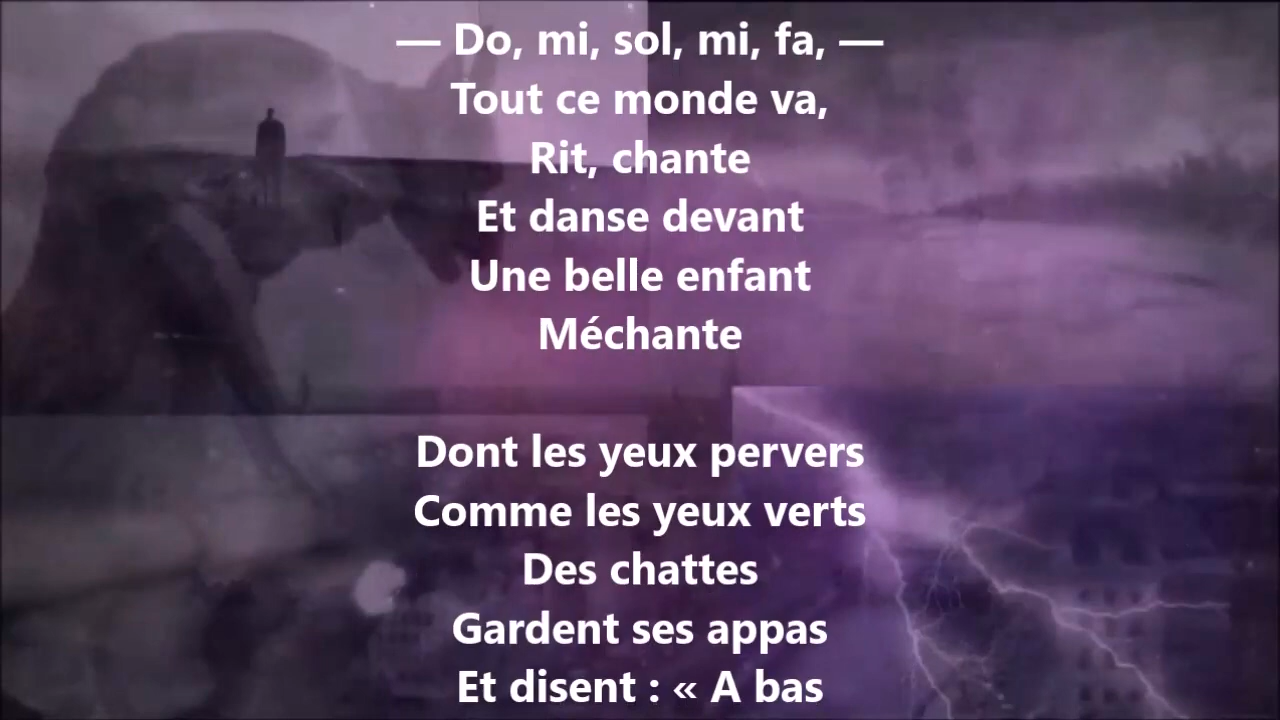 — Do, mi, sol, mi, fa, —
Tout ce monde va,
Rit, chante
Et danse devant
Une belle enfant
Méchante
Dont les yeux pervers
Comme les yeux verts
Des chattes
Gardent ses appas
Et disent : « A bas